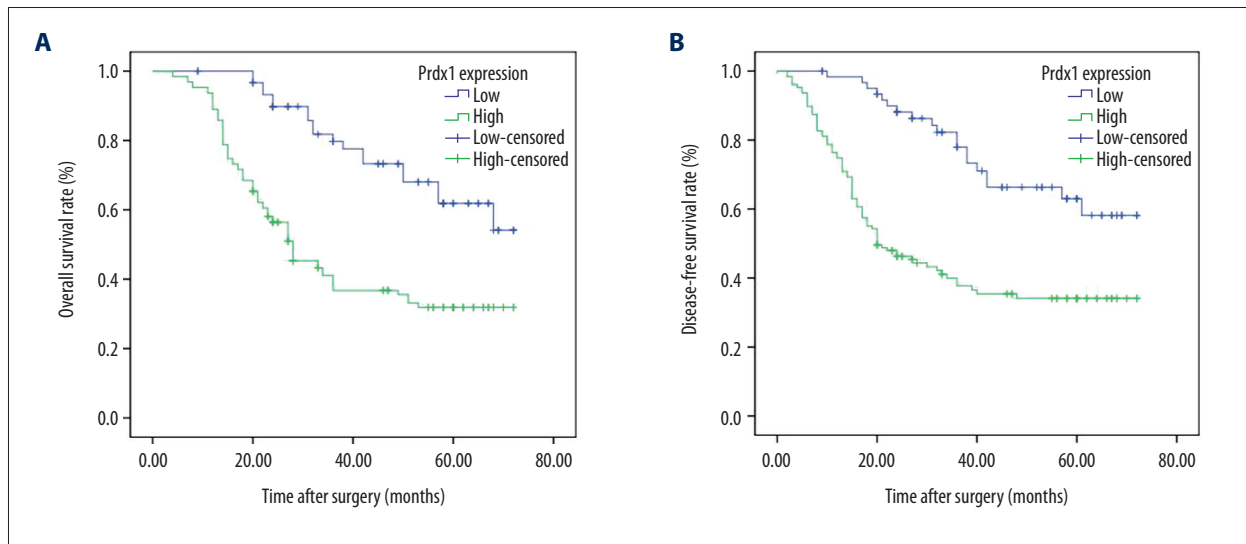 A
Overall survival rate (%)
1.0
0.8
0.6
0.4
0.2
0.0
Prdx1 expression
Low
High
Low-censored
High-censored
0.00 20.00 40.00 60.00 80.00
Time after surgery (months)
B
Disease-free survival rate (%)
1.0
0.8
0.6
0.4
0.2
0.0
Prdx1 expression
Low
High
Low-censored
High-censored
0.00 20.00 40.00 60.00 80.00
Time after surgery (months)